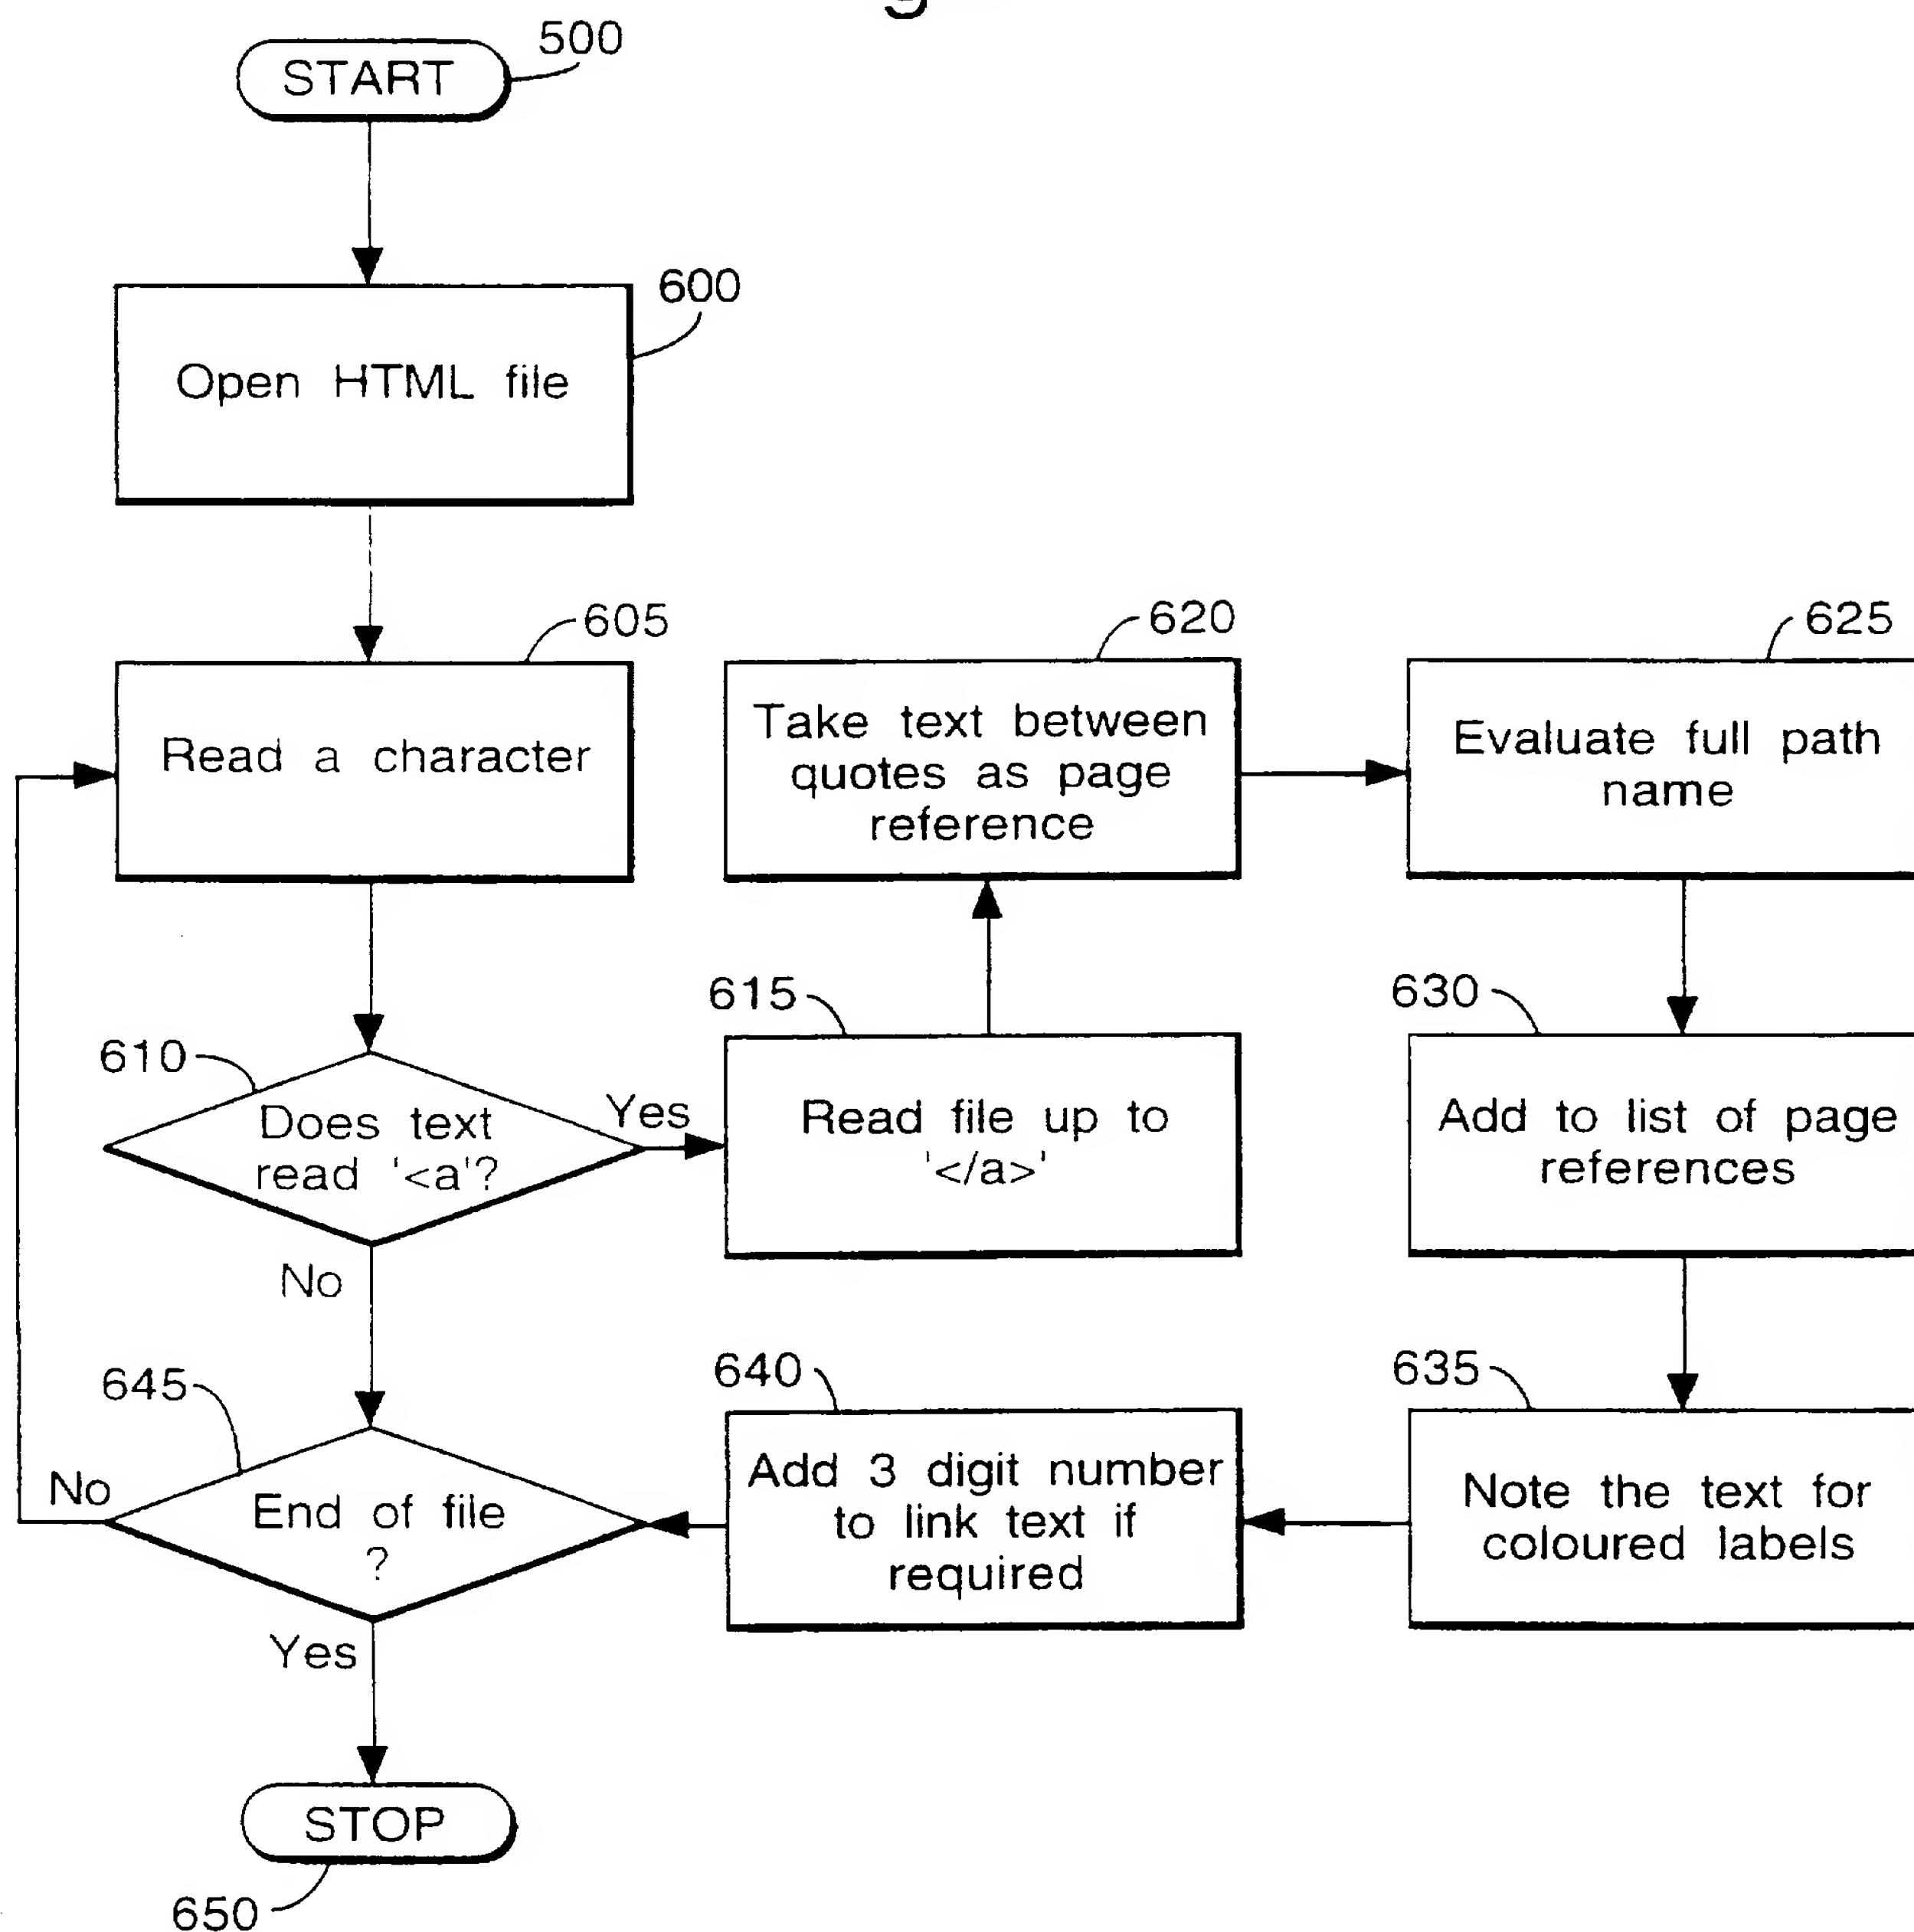 START
500
Open HTML file
600
Read a character
605
Take text between
quotes as page
reference
620
Evaluate full path
name
625
610
Does text
read '<a'?
Yes
No
615
Read file up to
'</a>'
630
Add to list of page
references
645
End of file
?
No
Yes
640
Add 3 digit number
to link text if
required
635
Note the text for
coloured labels
STOP
650